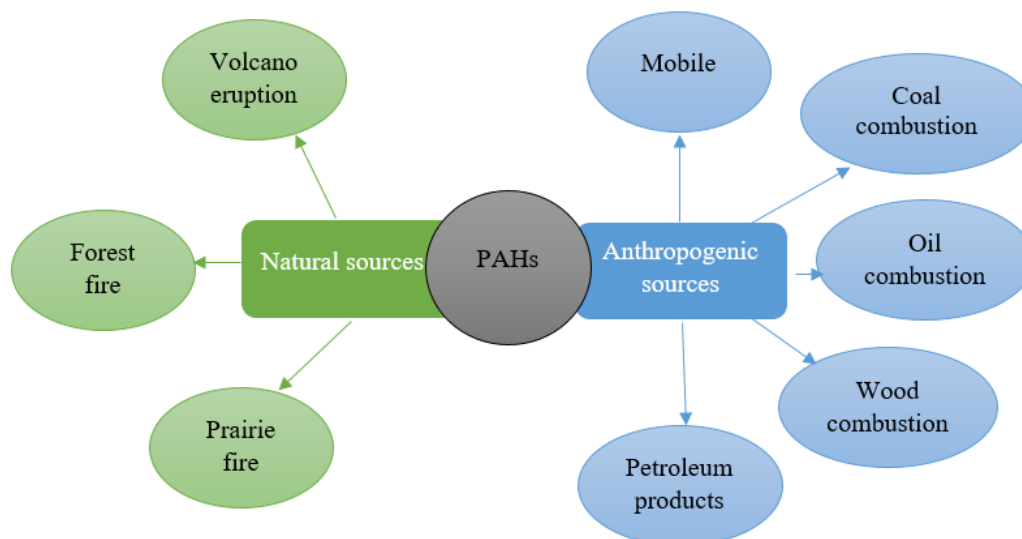 Volcano
eruption
Forest
fire
Prairie
fire
Natural sources
PAHs
Anthropogenic
sources
Mobile
Coal
combustion
Oil
combustion
Wood
combustion
Petroleum
products